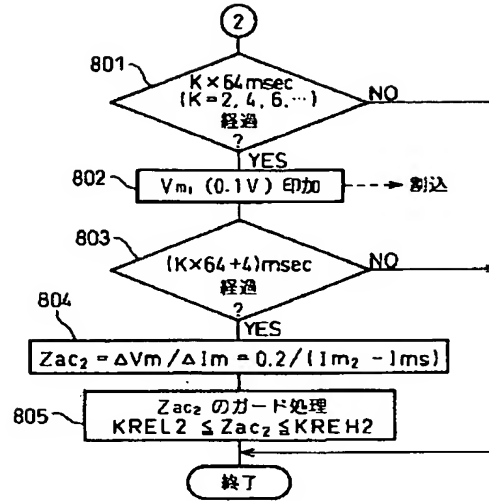 2
801
K×64msec
(K=2,4,6,…)
経過
?
NO
YES
802
Vm₁ (0.1V) 印加
割込
803
(K×64+4)msec
経過
?
NO
YES
804
Zac₂=ΔVm/ΔIm=0.2/(Im₂-Ims)
805
Zac₂ のガード処理
KREL2≦Zac₂≦KREH2
終了